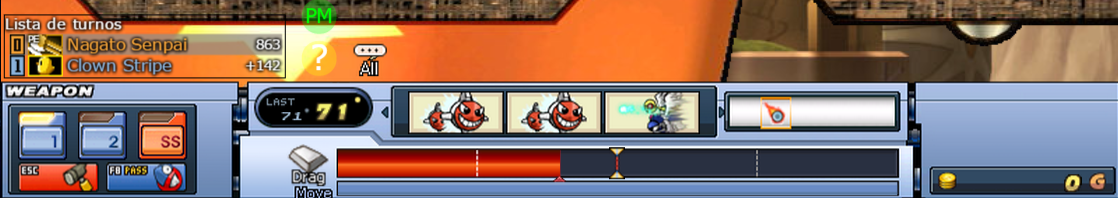 PM
Lista de turnos
0 PE Nagato Senpai 863
1 Clown Stripe +142
?
All
WEAPON
LAST 71° 71°
1 2 SS
ESC F8 PASS
Drag
Move
0 G